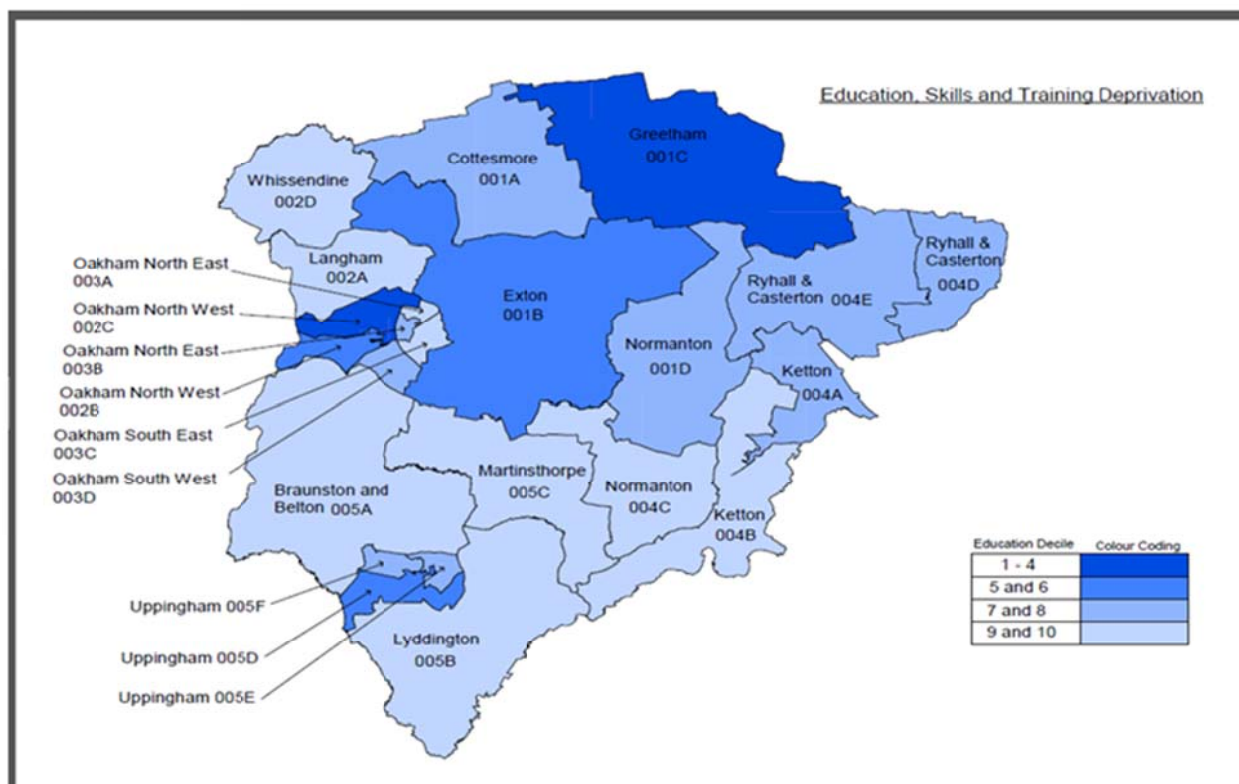 Education, Skills and Training Deprivation
Greetham
001C
Cottesmore
001A
Whissendine
002D
Ryhall &
Casterton
004D
Langham
002A
Oakham North East
003A
Ryhall &
Casterton 004E
Exton
001B
Oakham North West
002C
Oakham North East
003B
Normanton
001D
Ketton
004A
Oakham North West
002B
Oakham South East
003C
Oakham South West
003D
Martinsthorpe
005C
Braunston and
Belton 005A
Normanton
004C
Ketton
004B
Education Decile Colour Coding
1 - 4
5 and 6
7 and 8
9 and 10
Uppingham 005F
Lyddington
005B
Uppingham 005D
Uppingham 005E